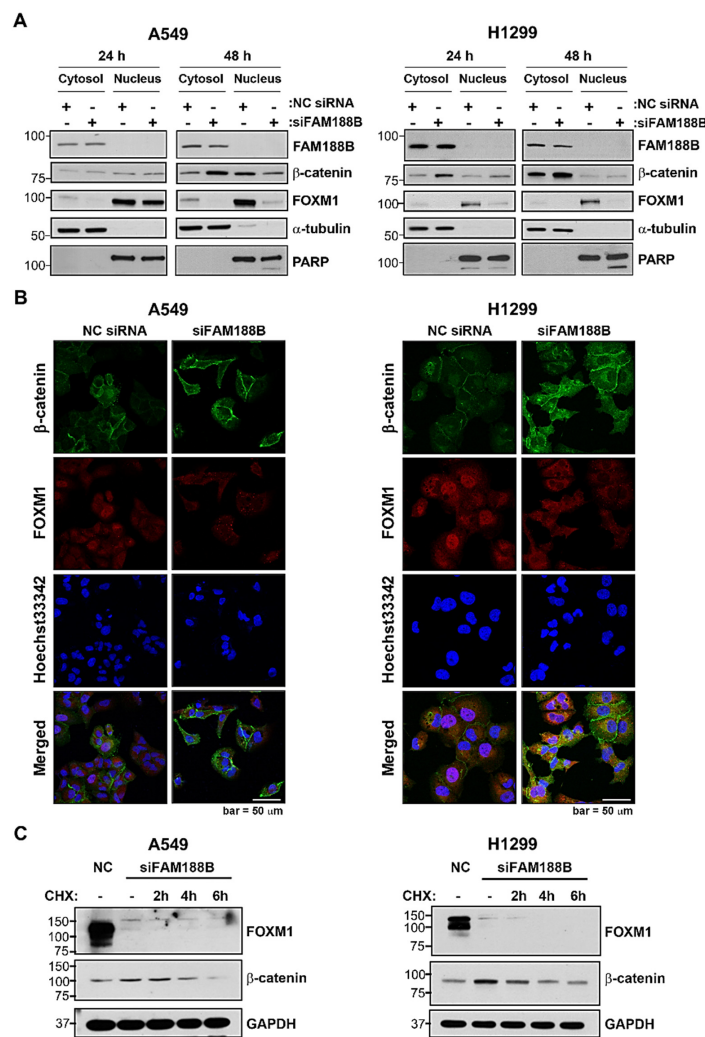 A
A549
24 h
48 h
Cytosol Nucleus Cytosol Nucleus
+ - + - + - + - :NC siRNA
- + - + - + - + :siFAM188B
100 FAM188B
75 β-catenin
100 FOXM1
50 α-tubulin
100 PARP
H1299
24 h
48 h
Cytosol Nucleus Cytosol Nucleus
+ - + - + - + - :NC siRNA
- + - + - + - + :siFAM188B
100 FAM188B
75 β-catenin
100 FOXM1
50 α-tubulin
100 PARP
B
A549
NC siRNA siFAM188B
β-catenin
FOXM1
Hoechst33342
Merged
bar = 50 um
H1299
NC siRNA siFAM188B
β-catenin
FOXM1
Hoechst33342
Merged
bar = 50 um
C
A549
NC siFAM188B
CHX: - - 2h 4h 6h
150
100 FOXM1
75
150
100 β-catenin
75
37 GAPDH
H1299
NC siFAM188B
CHX: - - 2h 4h 6h
150
100 FOXM1
75
150
100 β-catenin
75
37 GAPDH